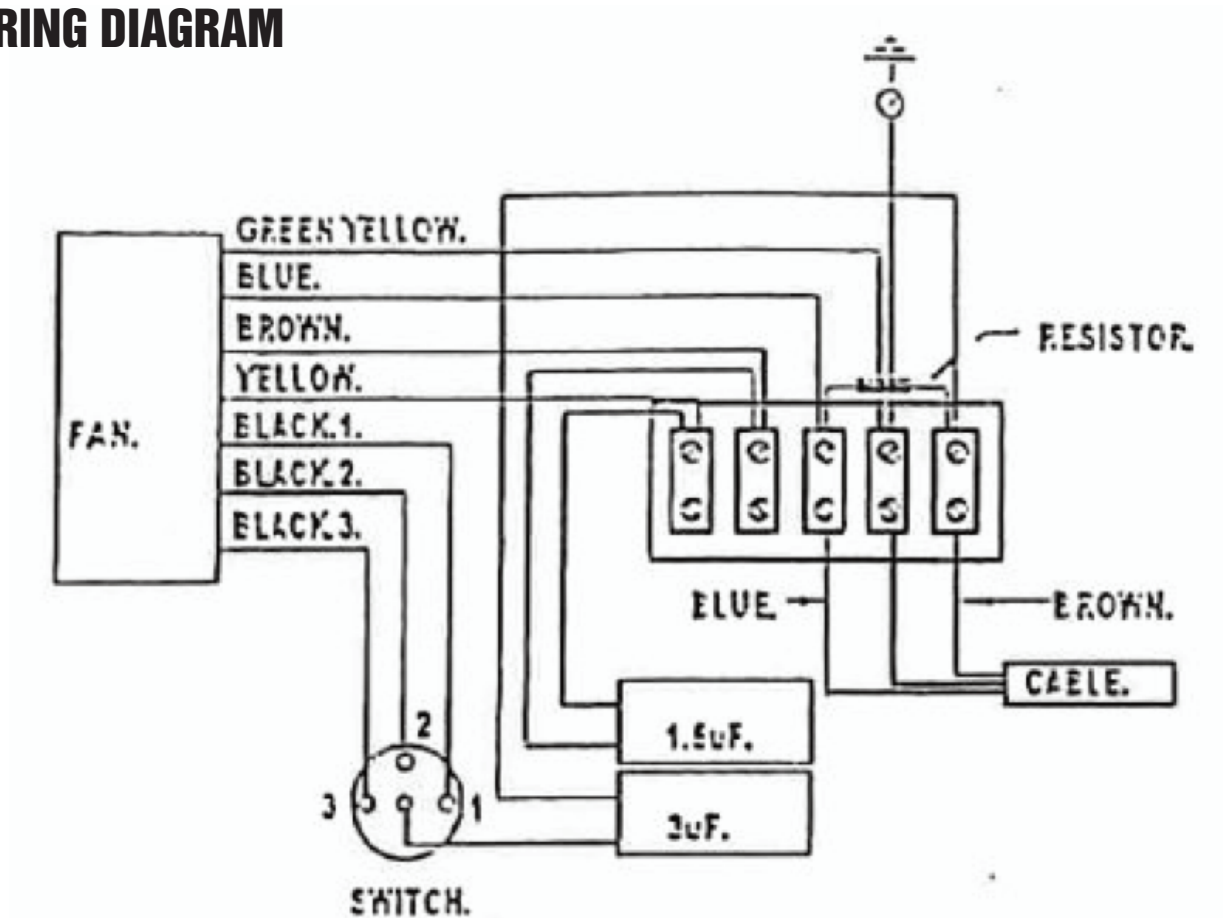 RING DIAGRAM
GREEN YELLOW.
BLUE.
BROWN.
YELLOW.
BLACK.1.
BLACK.2.
BLACK.3.
FAN.
RESISTOR.
BLUE
BROWN.
CABLE.
1.5uF.
2
3
1
SWITCH.